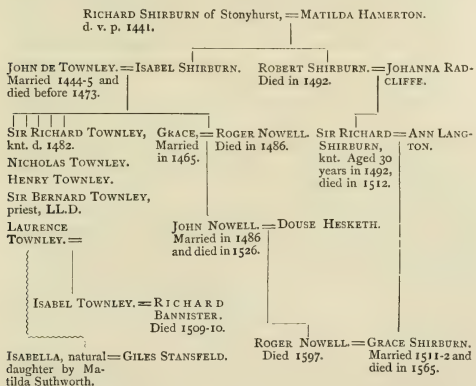 RICHARD SHIRBURN of Stonyhurst, = MATILDA HAMERTON.
d. v. p. 1441.
JOHN DE TOWNLEY. = ISABEL SHIRBURN. ROBERT SHIRBURN. = JOHANNA RAD-
Married 1444-5 and Died in 1492. CLIFFE.
died before 1473.
SIR RICHARD TOWNLEY, GRACE, = ROGER NOWELL. SIR RICHARD = ANN LANG-
knt. d. 1482. Married Died in 1486. SHIRBURN, TON.
NICHOLAS TOWNLEY. in 1465. knt. Aged 30
HENRY TOWNLEY. years in 1492,
SIR BERNARD TOWNLEY, died in 1512.
priest, LL.D.
LAURENCE JOHN NOWELL. = DOUSE HESKETH.
TOWNLEY. = Married in 1486
and died in 1526.
ISABEL TOWNLEY. = RICHARD
BANNISTER.
Died 1509-10.
ROGER NOWELL. = GRACE SHIRBURN.
ISABELLA, natural = GILES STANSFELD. Died 1597. Married 1511-2 and
daughter by Ma- died in 1565.
tilda Suthworth.